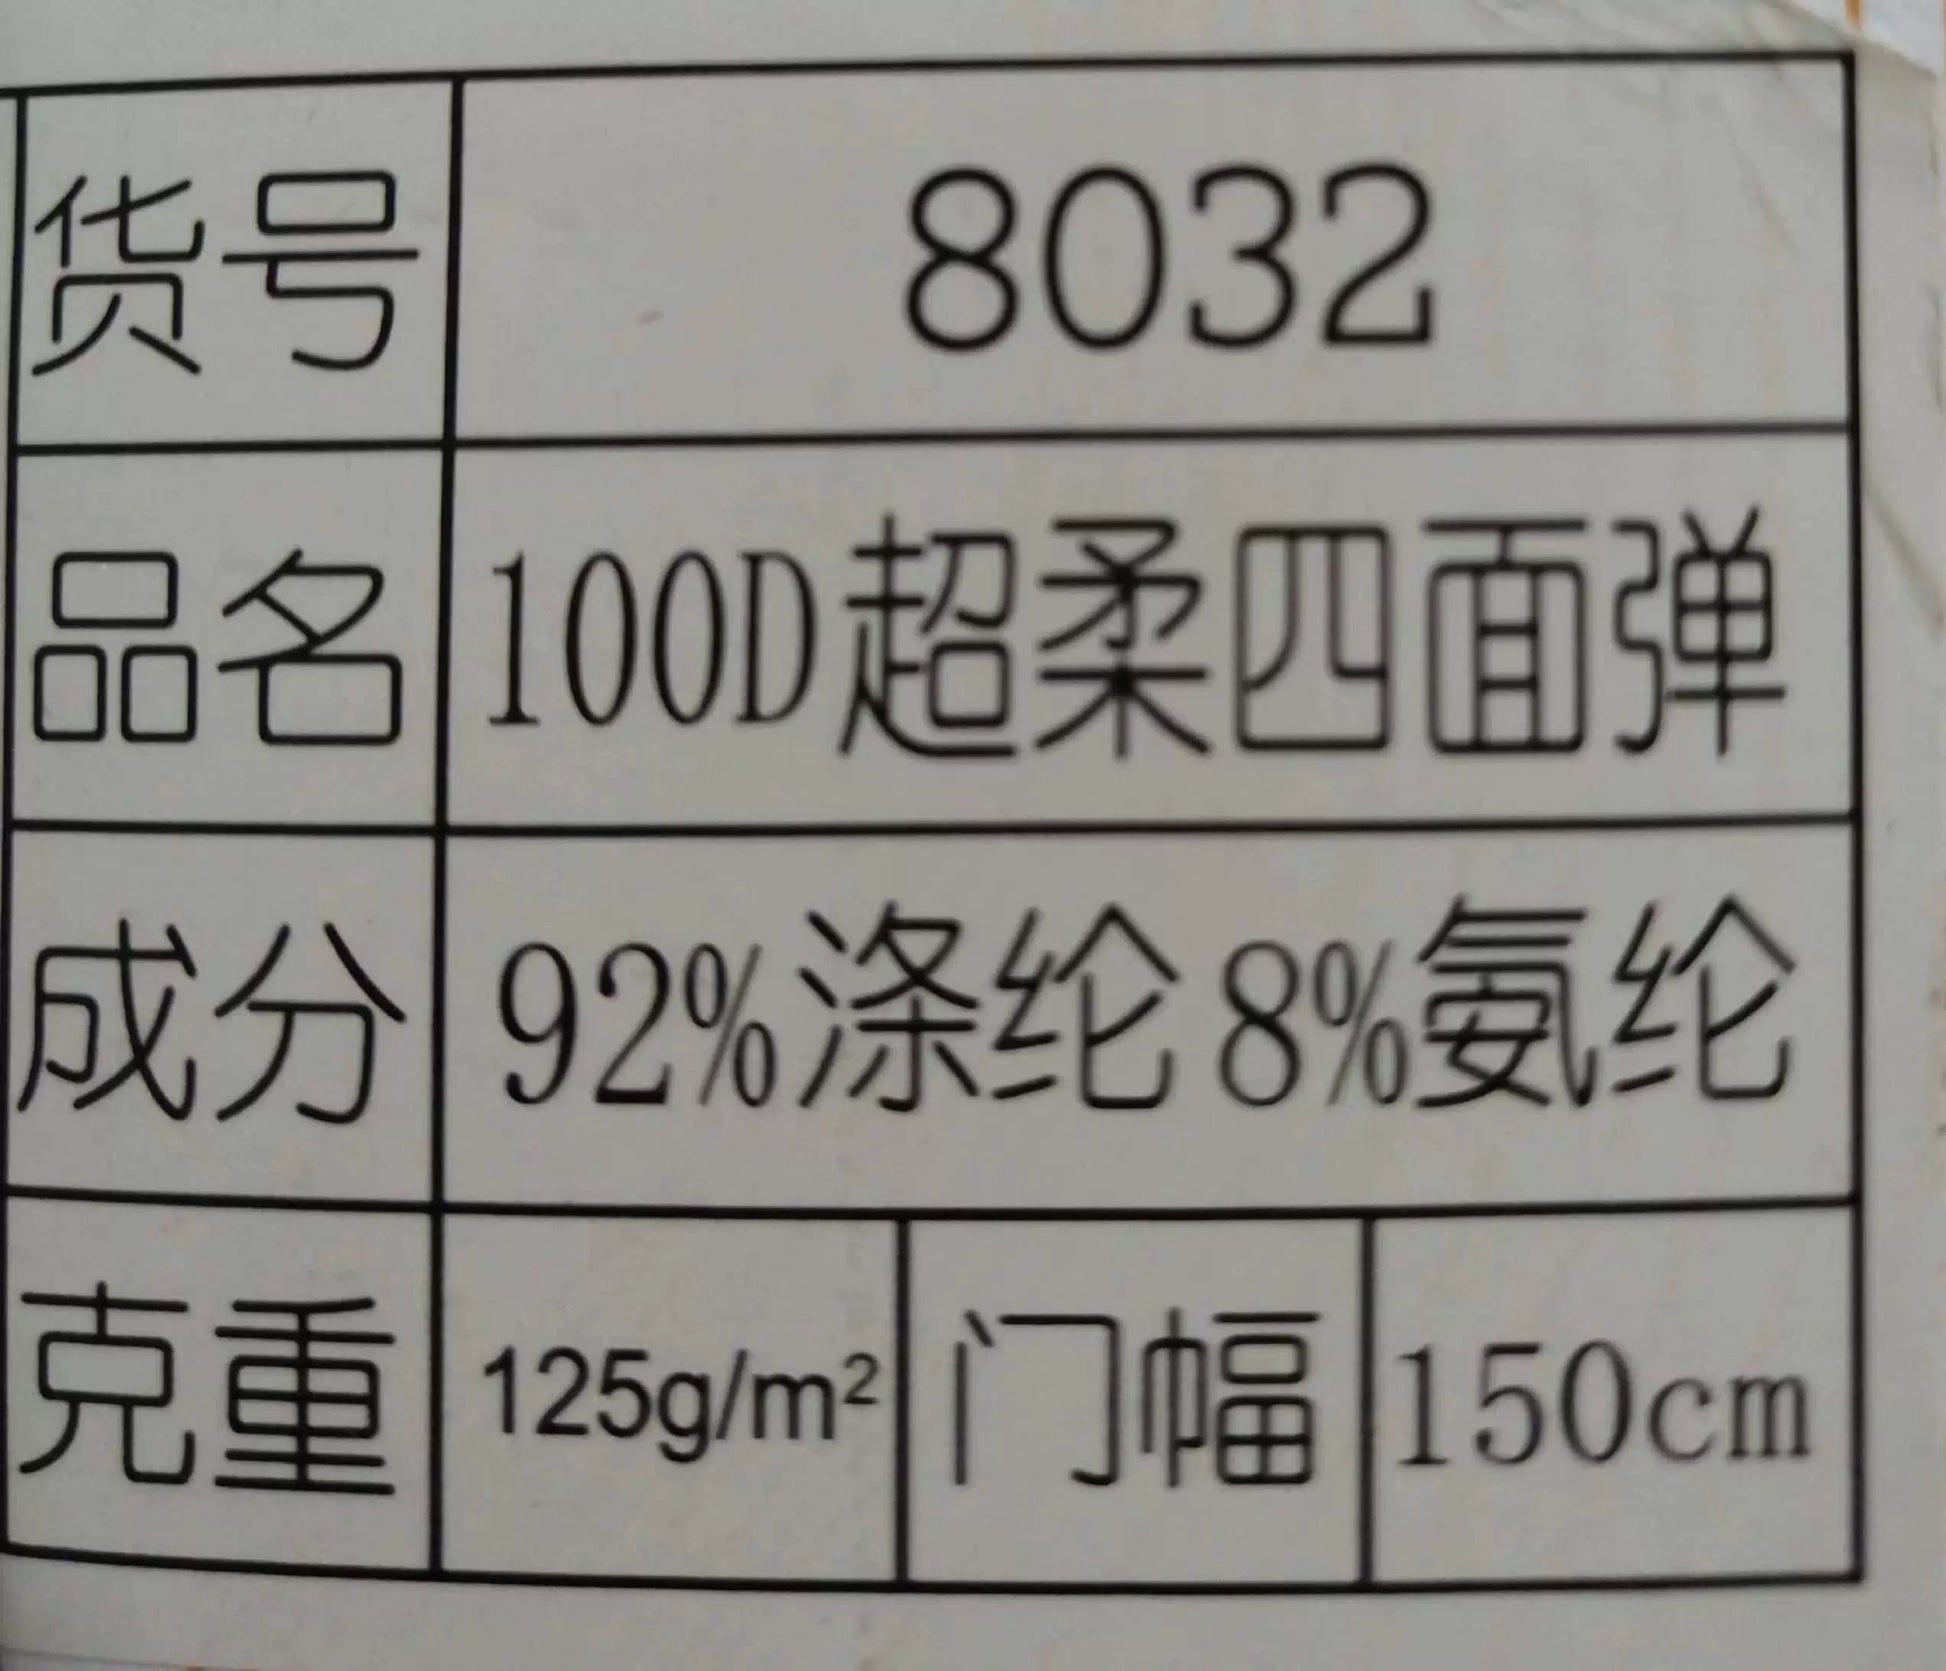 货号 8032
品名 100D超柔四面弹
成分 92%涤纶 8%氨纶
克重 125g/m² 门幅 150cm